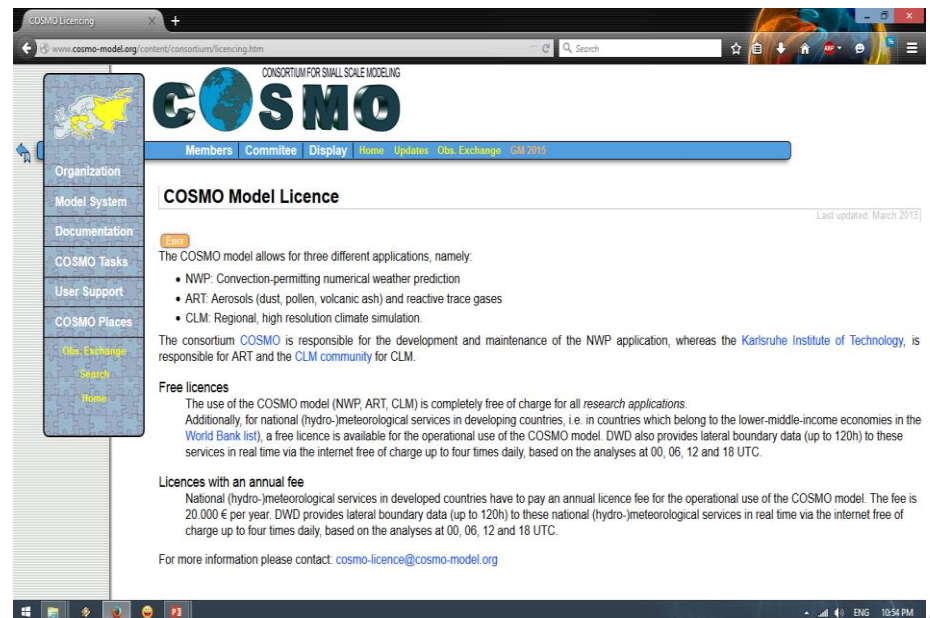 COSMO Licencing
www.cosmo-model.org/content/consortium/licencing.htm
Search
ABP
CONSORTIUM FOR SMALL SCALE MODELING
COSMO
Members | Commitee | Display | Home Updates Obs. Exchange GM 2015
Organization
Model System
Documentation
COSMO Tasks
User Support
COSMO Places
Obs. Exchange
Search
Home
COSMO Model Licence
Last updated: March 2013
The COSMO model allows for three different applications, namely:
• NWP: Convection-permitting numerical weather prediction
• ART: Aerosols (dust, pollen, volcanic ash) and reactive trace gases
• CLM: Regional, high resolution climate simulation.
The consortium COSMO is responsible for the development and maintenance of the NWP application, whereas the Karlsruhe Institute of Technology, is
responsible for ART and the CLM community for CLM.
Free licences
The use of the COSMO model (NWP, ART, CLM) is completely free of charge for all research applications.
Additionally, for national (hydro-)meteorological services in developing countries, i.e. in countries which belong to the lower-middle-income economies in the
World Bank list), a free licence is available for the operational use of the COSMO model. DWD also provides lateral boundary data (up to 120h) to these
services in real time via the internet free of charge up to four times daily, based on the analyses at 00, 06, 12 and 18 UTC.
Licences with an annual fee
National (hydro-)meteorological services in developed countries have to pay an annual licence fee for the operational use of the COSMO model. The fee is
20.000 € per year. DWD provides lateral boundary data (up to 120h) to these national (hydro-)meteorological services in real time via the internet free of
charge up to four times daily, based on the analyses at 00, 06, 12 and 18 UTC.
For more information please contact: cosmo-licence@cosmo-model.org
ENG 10:54 PM